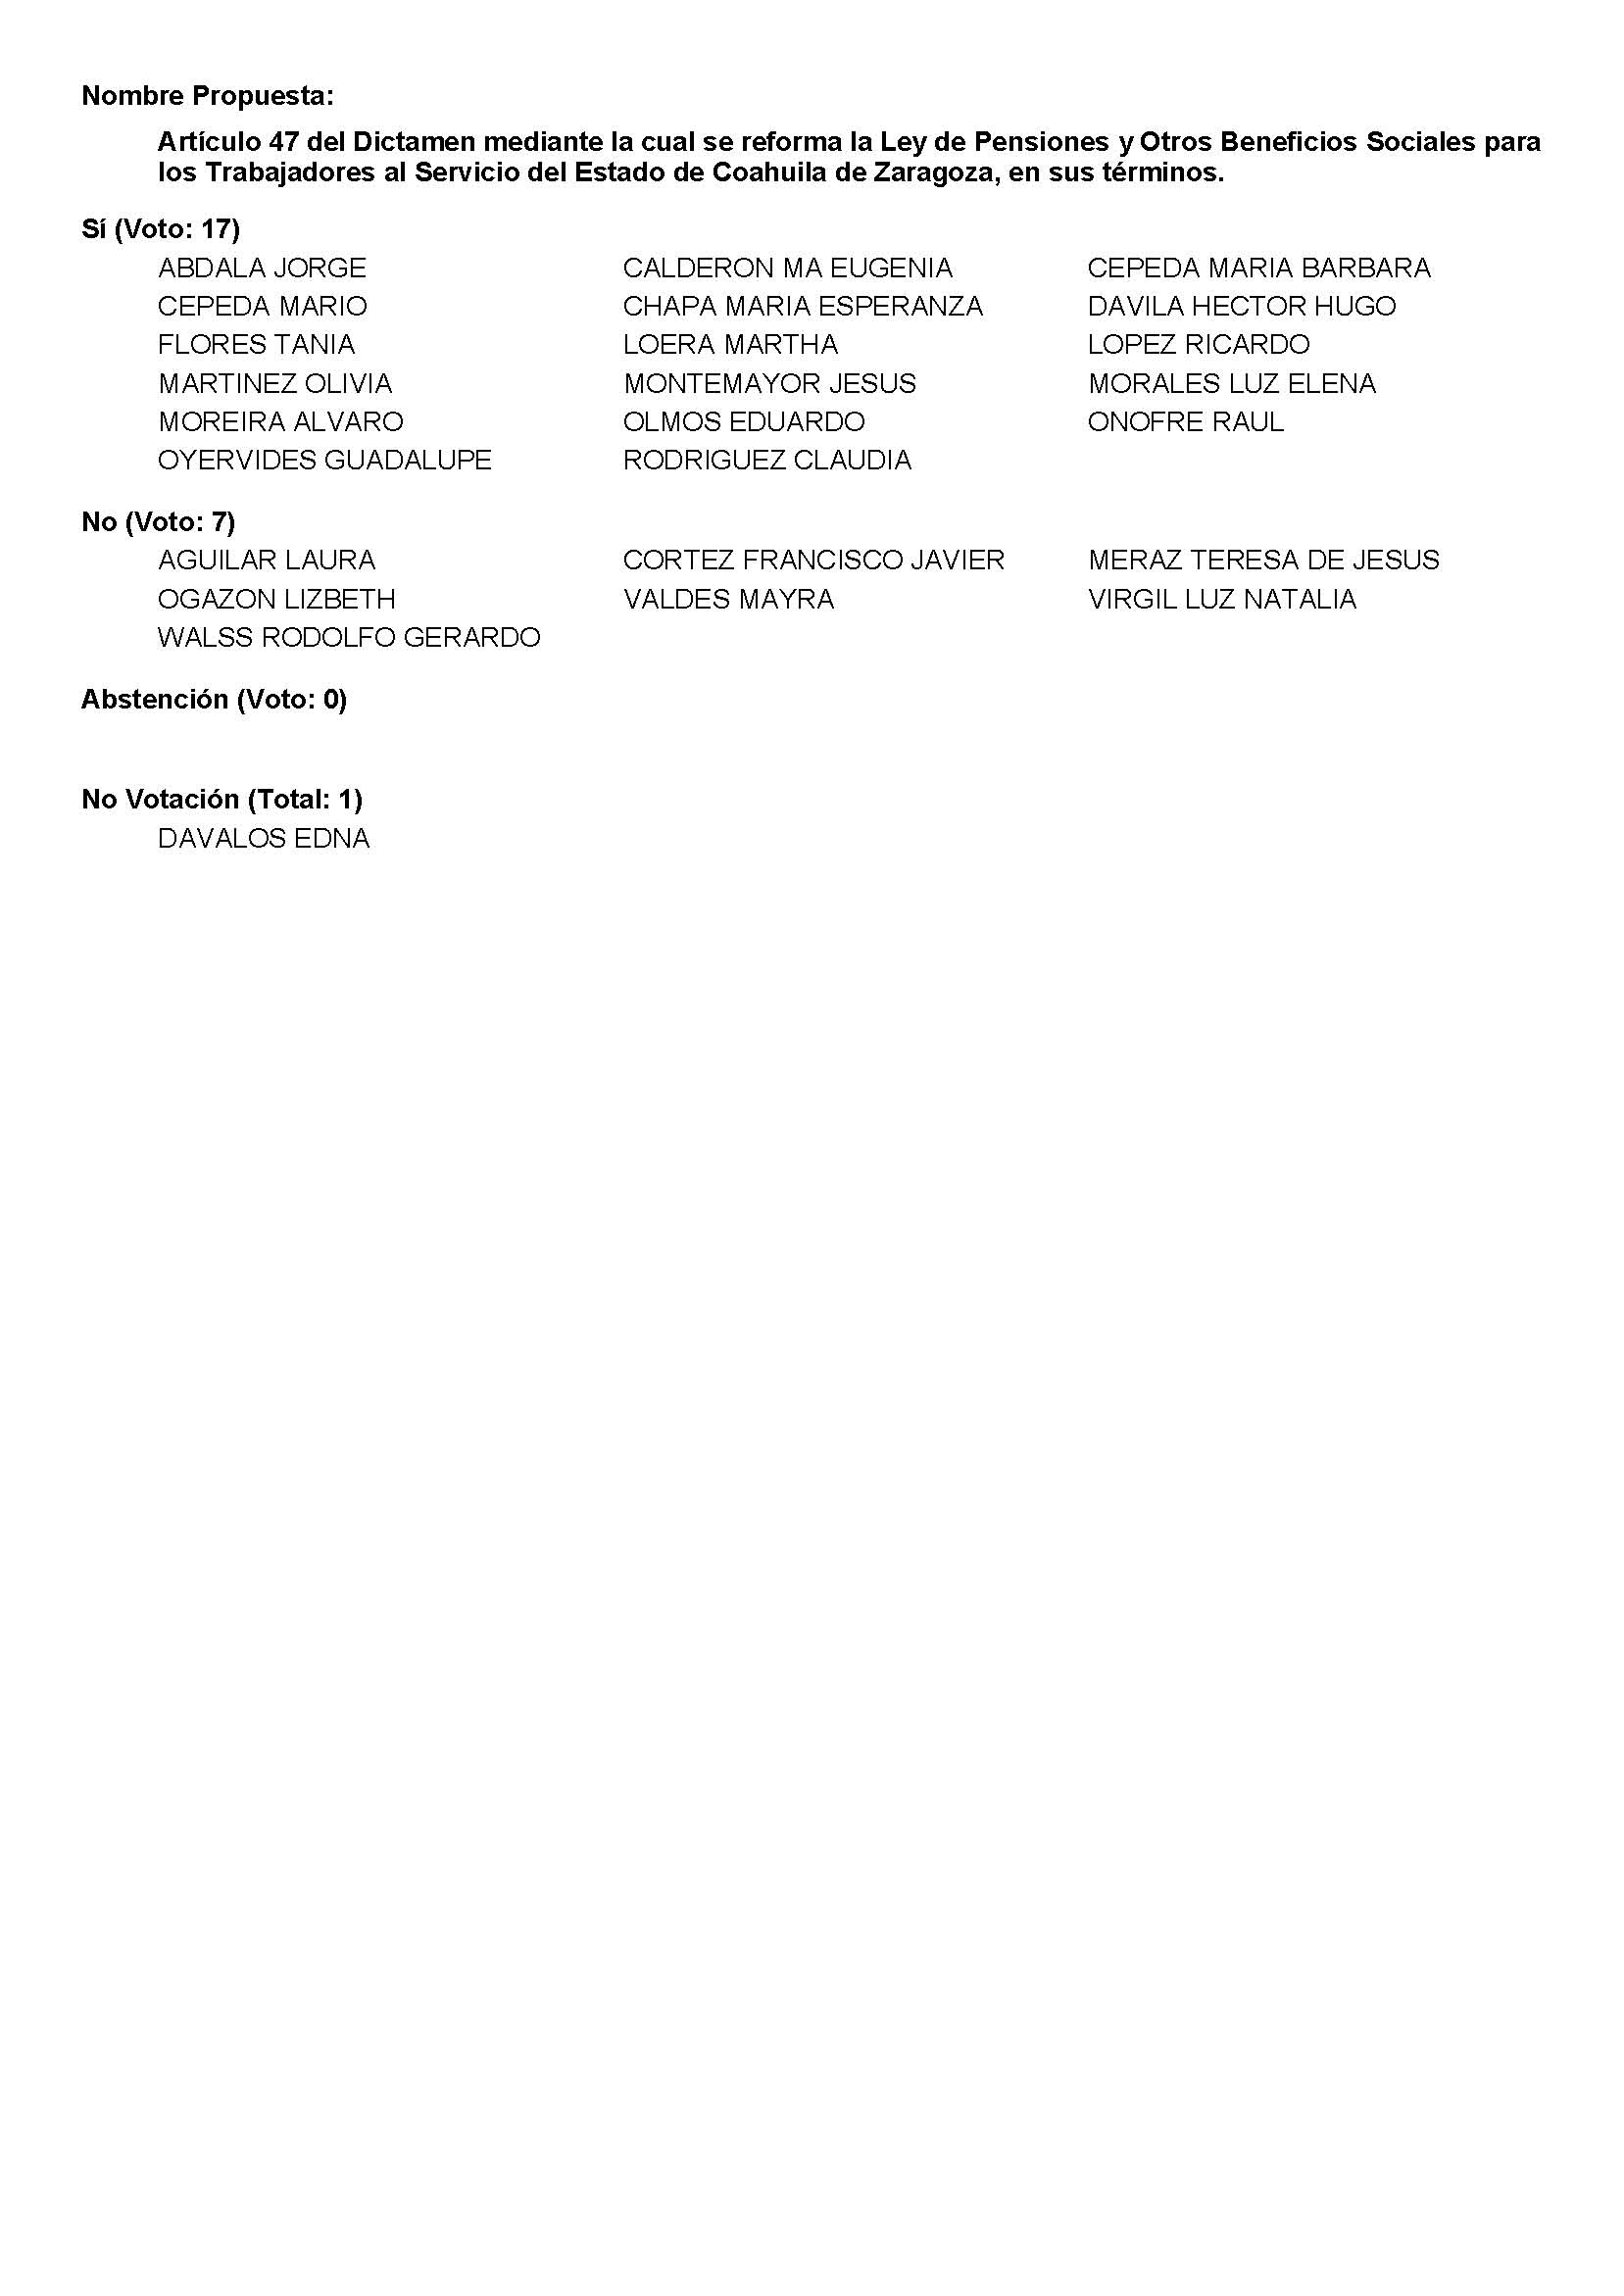 Nombre Propuesta:
Artículo 47 del Dictamen mediante la cual se reforma la Ley de Pensiones y Otros Beneficios Sociales para
los Trabajadores al Servicio del Estado de Coahuila de Zaragoza, en sus términos.
Sí (Voto: 17)
ABDALA JORGE CALDERON MA EUGENIA CEPEDA MARIA BARBARA
CEPEDA MARIO CHAPA MARIA ESPERANZA DAVILA HECTOR HUGO
FLORES TANIA LOERA MARTHA LOPEZ RICARDO
MARTINEZ OLIVIA MONTEMAYOR JESUS MORALES LUZ ELENA
MOREIRA ALVARO OLMOS EDUARDO ONOFRE RAUL
OYERVIDES GUADALUPE RODRIGUEZ CLAUDIA
No (Voto: 7)
AGUILAR LAURA CORTEZ FRANCISCO JAVIER MERAZ TERESA DE JESUS
OGAZON LIZBETH VALDES MAYRA VIRGIL LUZ NATALIA
WALSS RODOLFO GERARDO
Abstención (Voto: 0)
No Votación (Total: 1)
DAVALOS EDNA